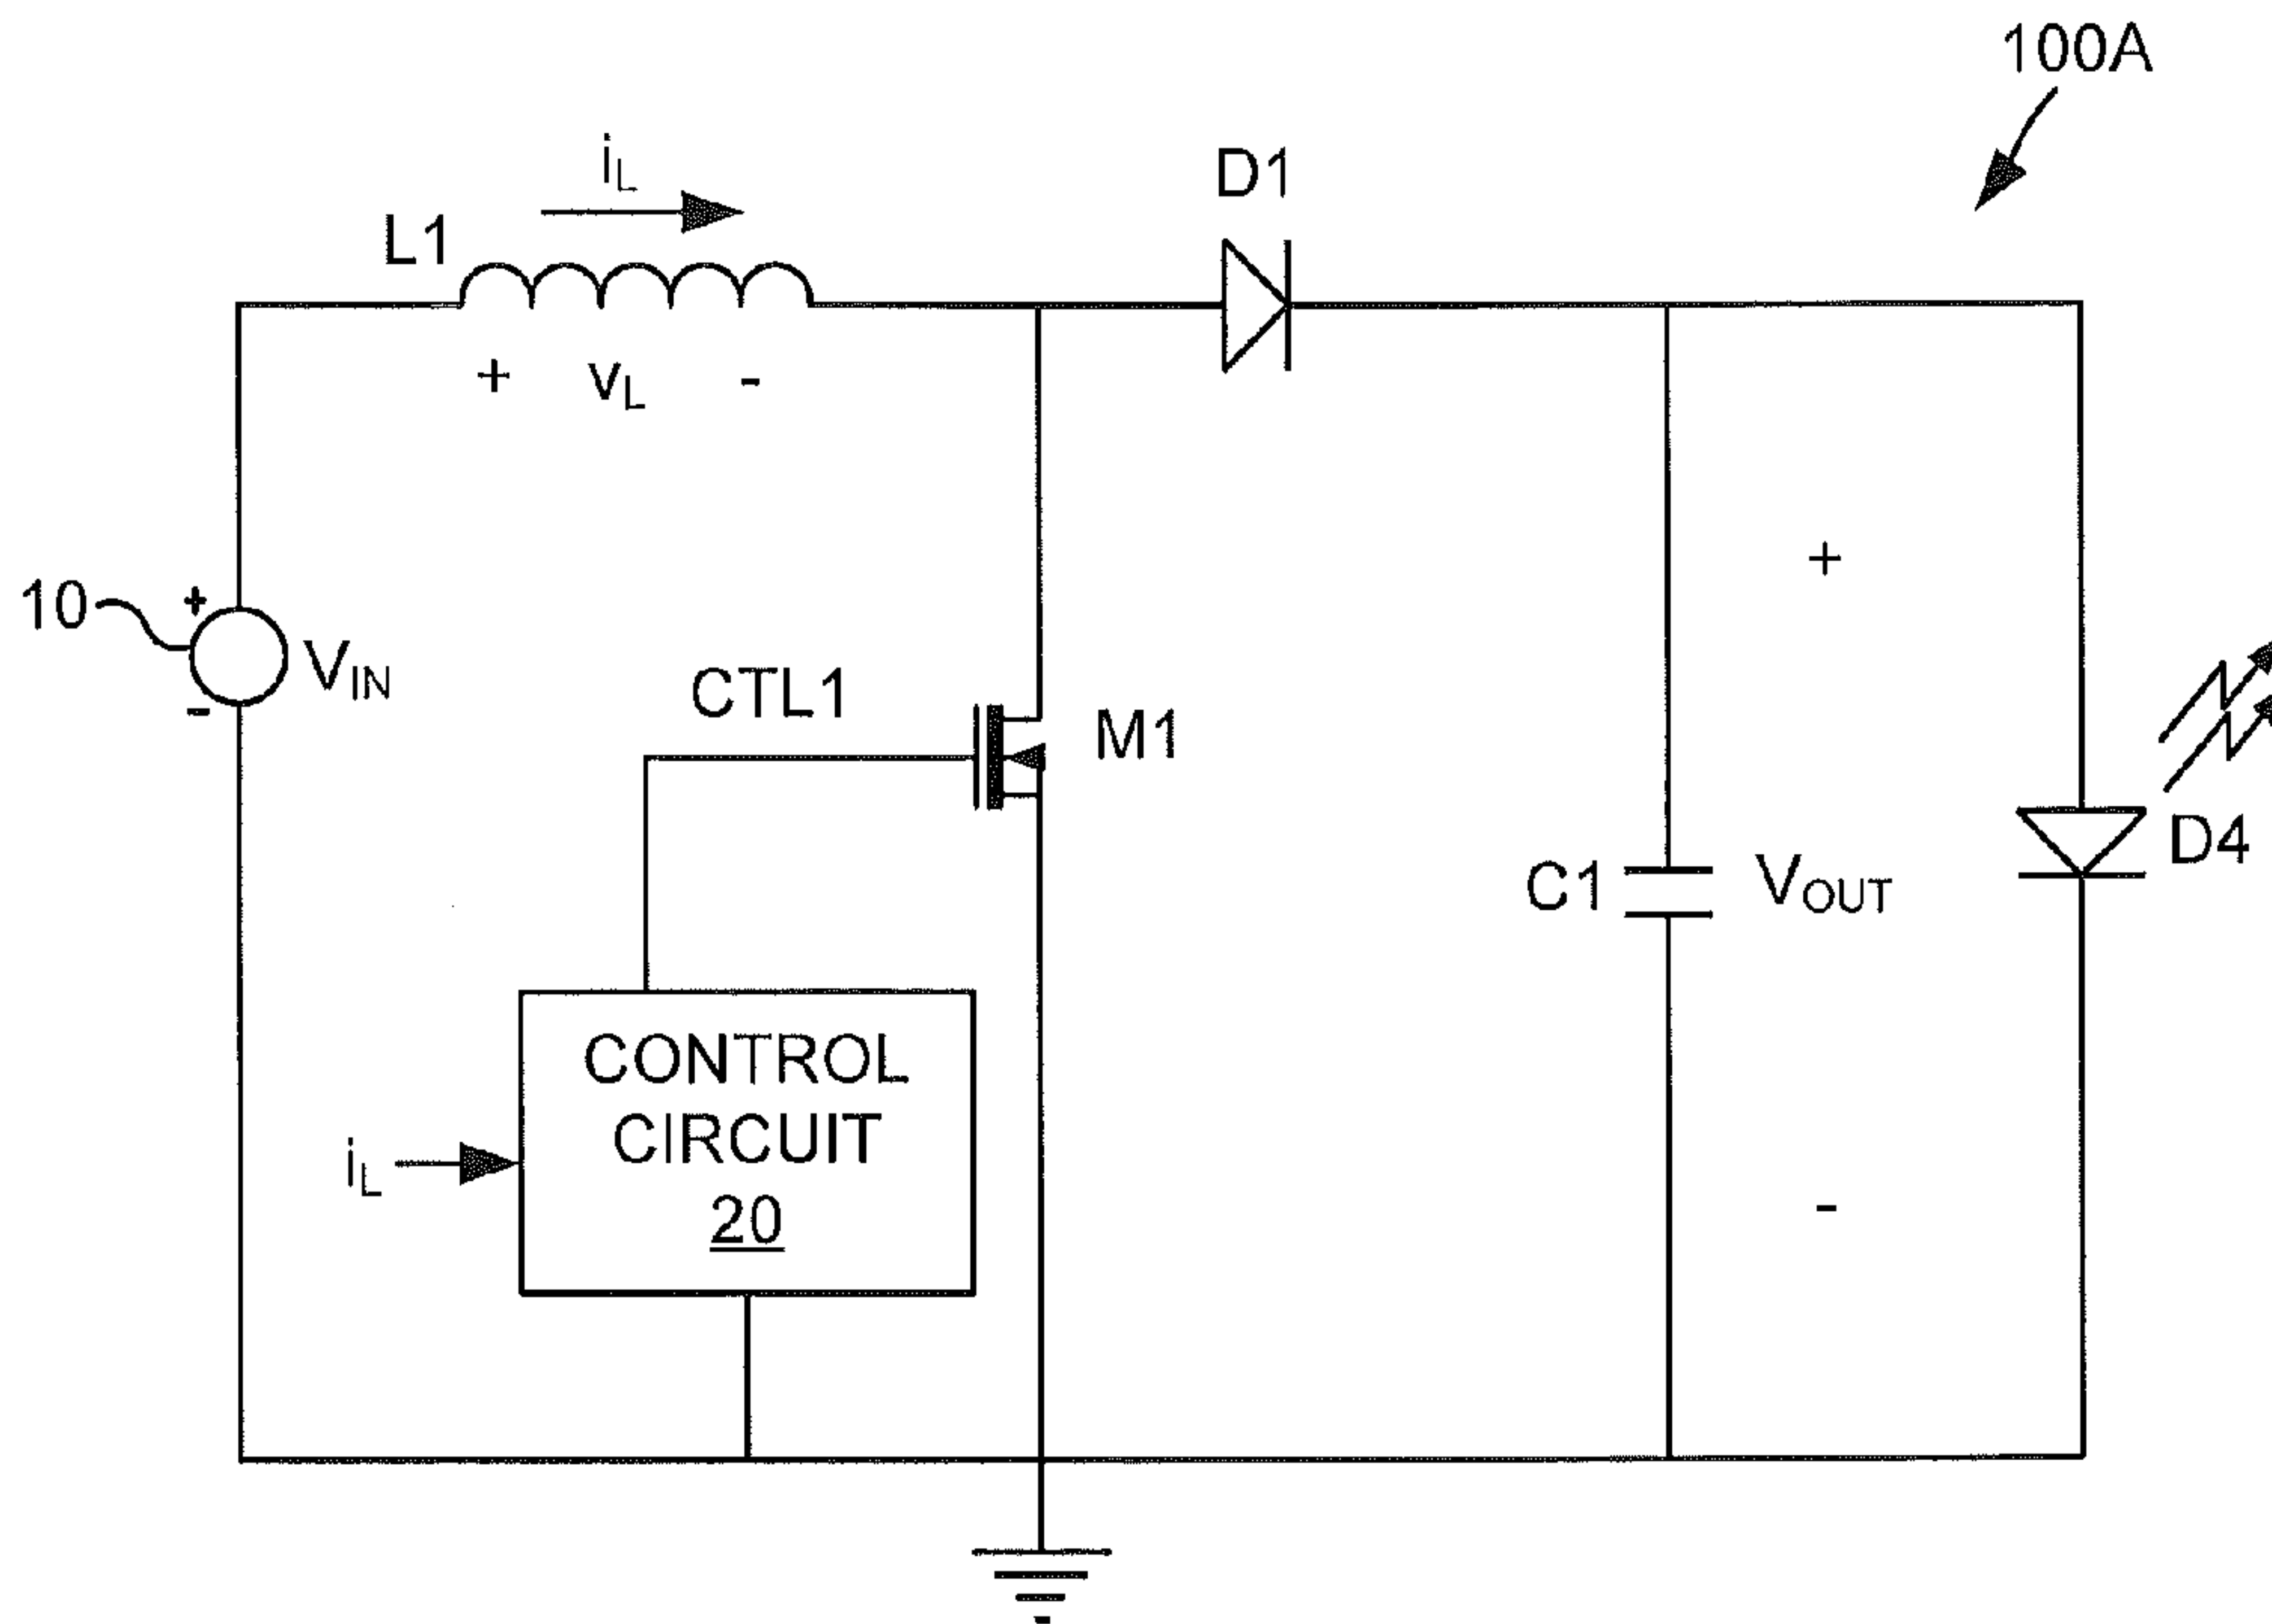 100A
iL
D1
L1
+ vL -
+
10
+
VIN
-
CTL1
M1
C1
VOUT
D4
CONTROL
CIRCUIT
20
iL
-